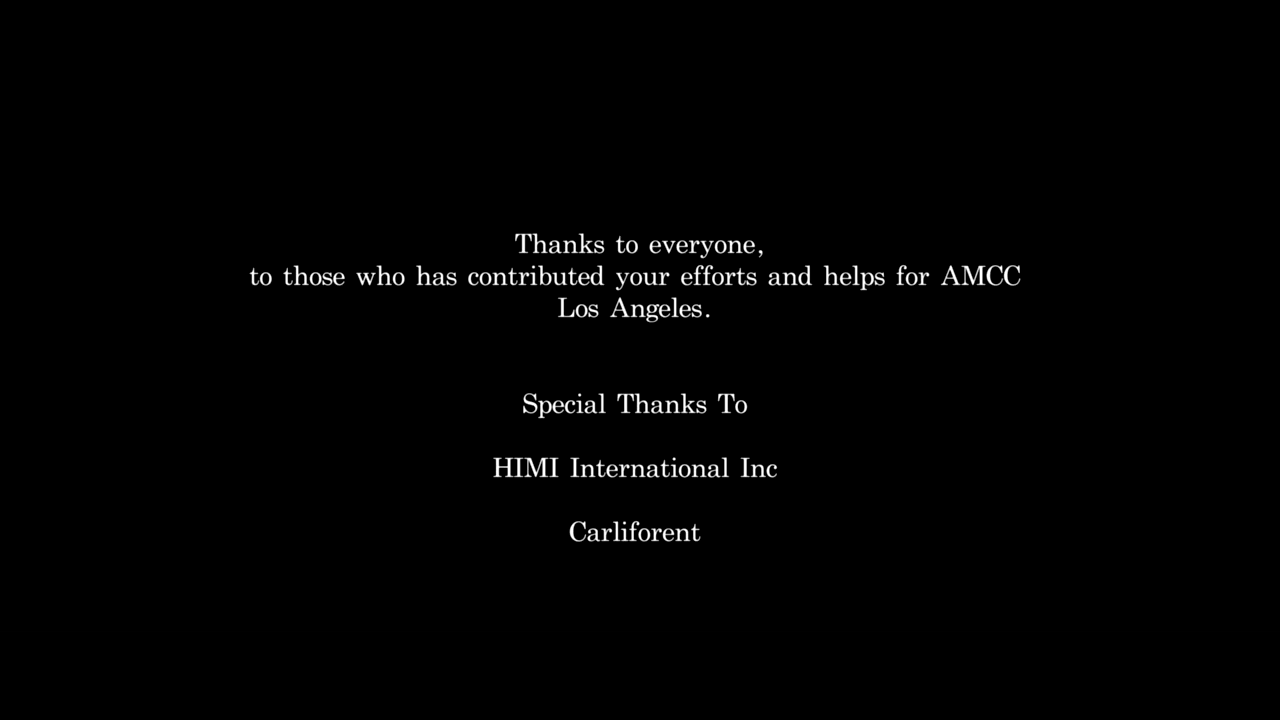 Thanks to everyone,
to those who has contributed your efforts and helps for AMCC
Los Angeles.
Special Thanks To
HIMI International Inc
Carliforent